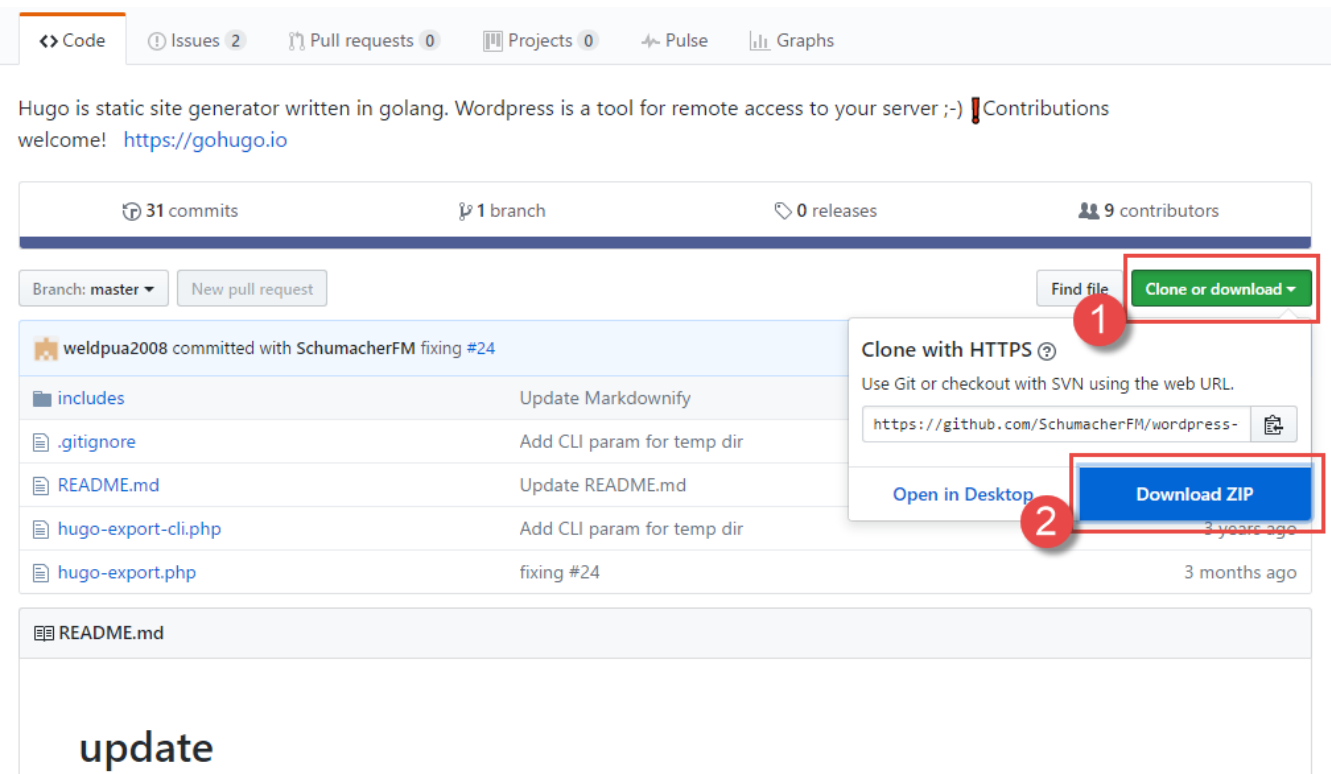 Code Issues 2 Pull requests 0 Projects 0 Pulse Graphs
Hugo is static site generator written in golang. Wordpress is a tool for remote access to your server ;-) ❗Contributions
welcome! https://gohugo.io
31 commits 1 branch 0 releases 9 contributors
Branch: master New pull request Find file Clone or download
1
weldpua2008 committed with SchumacherFM fixing #24
Clone with HTTPS
Use Git or checkout with SVN using the web URL.
https://github.com/SchumacherFM/wordpress-
Open in Desktop Download ZIP
2
includes Update Markdownify
.gitignore Add CLI param for temp dir
README.md Update README.md
hugo-export-cli.php Add CLI param for temp dir 3 years ago
hugo-export.php fixing #24 3 months ago
README.md
update